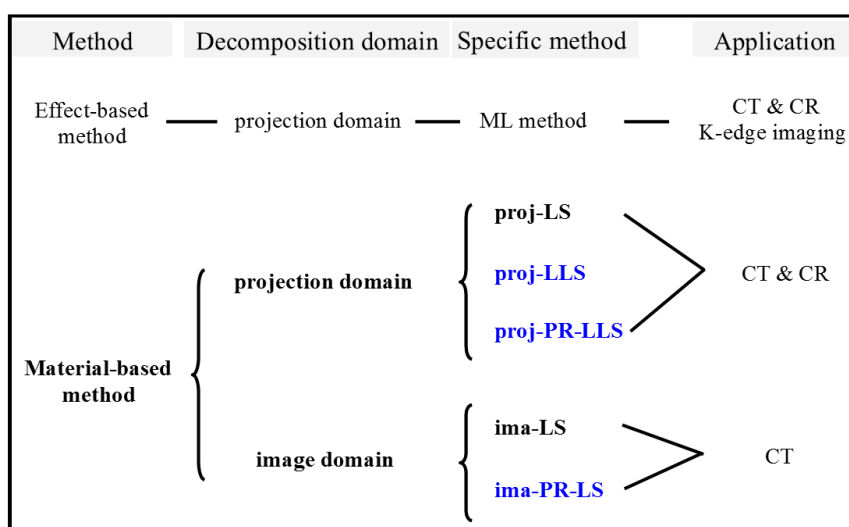 Method Decomposition domain Specific method Application
Effect-based
method
projection domain
ML method
CT & CR
K-edge imaging
Material-based
method
projection domain
proj-LS
proj-LLS
proj-PR-LLS
CT & CR
image domain
ima-LS
ima-PR-LS
CT